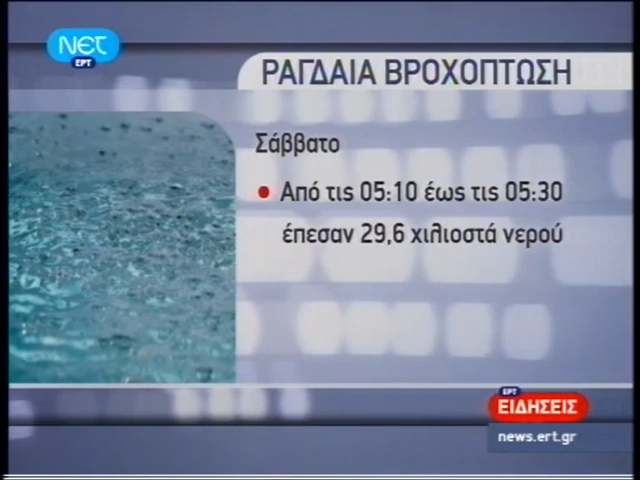 NET
ΕΡΤ
ΡΑΓΔΑΙΑ ΒΡΟΧΟΠΤΩΣΗ
Σάββατο
• Από τις 05:10 έως τις 05:30
έπεσαν 29,6 χιλιοστά νερού
ΕΡΤ
ΕΙΔΗΣΕΙΣ
news.ert.gr